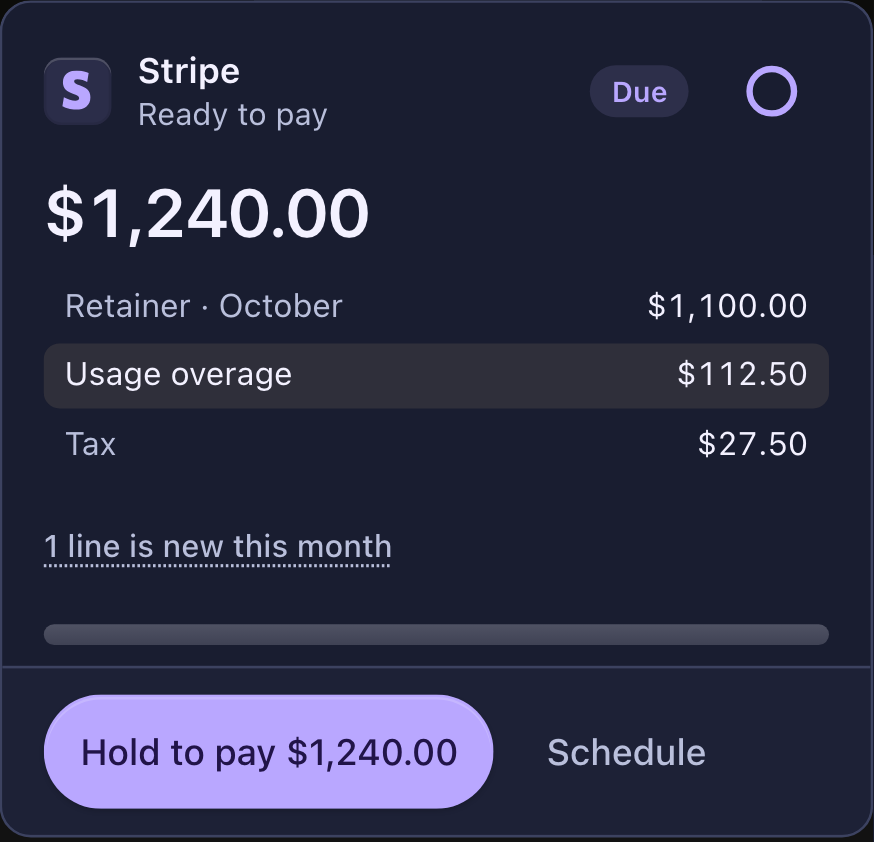 S
Stripe
Ready to pay
Due
$1,240.00
Retainer · October $1,100.00
Usage overage $112.50
Tax $27.50
1 line is new this month
Hold to pay $1,240.00
Schedule